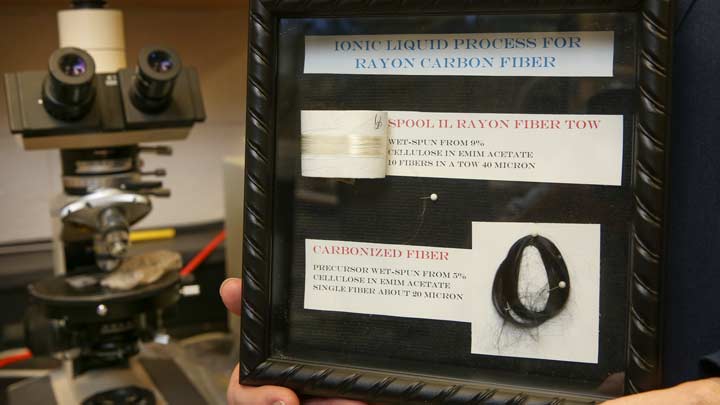 IONIC LIQUID PROCESS FOR
RAYON CARBON FIBER
SPOOL IL RAYON FIBER TOW
WET-SPUN FROM 9%
CELLULOSE IN EMIM ACETATE
10 FIBERS IN A TOW 40 MICRON
CARBONIZED FIBER
PRECURSOR WET-SPUN FROM 5%
CELLULOSE IN EMIM ACETATE
SINGLE FIBER ABOUT 20 MICRON